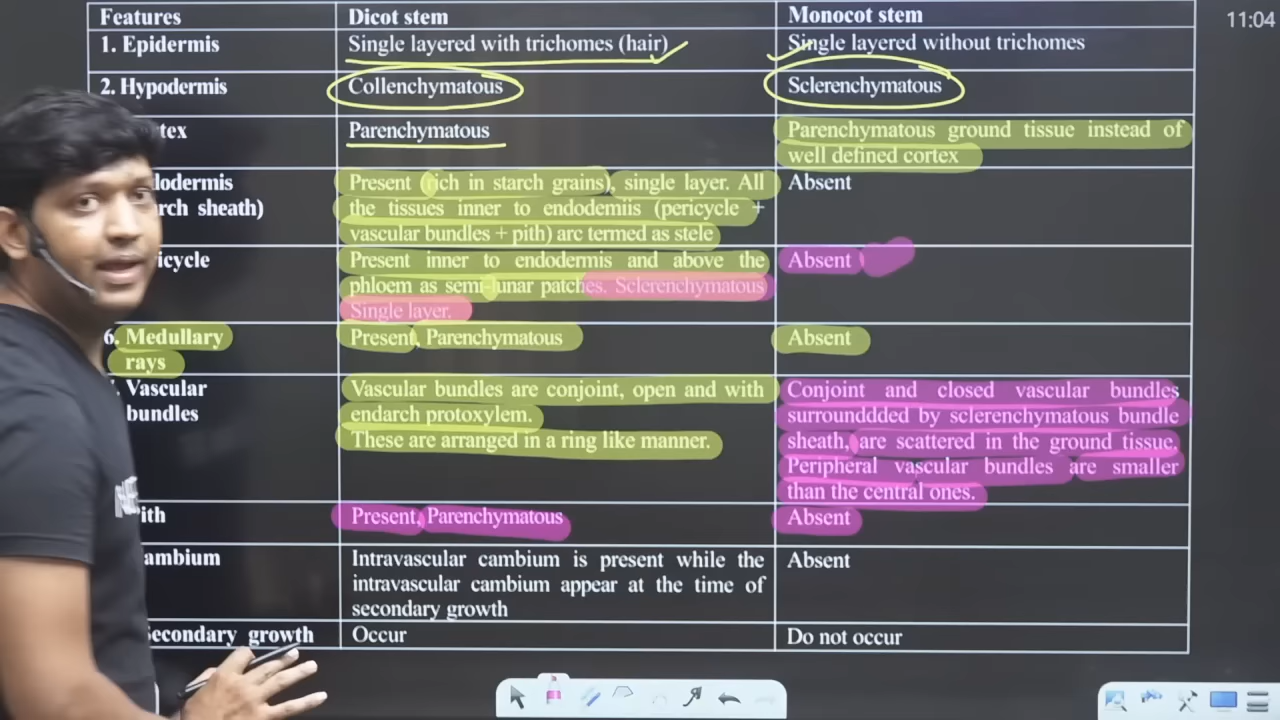 11:04
Features Dicot stem Monocot stem
1. Epidermis Single layered with trichomes (hair) Single layered without trichomes
2. Hypodermis Collenchymatous Sclerenchymatous
tex Parenchymatous Parenchymatous ground tissue instead of
well defined cortex
lodermis Present (rich in starch grains), single layer. All Absent
rch sheath) the tissues inner to endodemiis (pericycle +
vascular bundles + pith) arc termed as stele
icycle Present inner to endodermis and above the Absent
phloem as semi-lunar patches. Sclerenchymatous
Single layer.
6. Medullary Present, Parenchymatous Absent
rays
. Vascular Vascular bundles are conjoint, open and with Conjoint and closed vascular bundles
bundles endarch protoxylem. surrounddded by sclerenchymatous bundle
These are arranged in a ring like manner. sheath, are scattered in the ground tissue.
Peripheral vascular bundles are smaller
than the central ones.
ith Present, Parenchymatous Absent
ambium Intravascular cambium is present while the Absent
intravascular cambium appear at the time of
secondary growth
Secondary growth Occur Do not occur